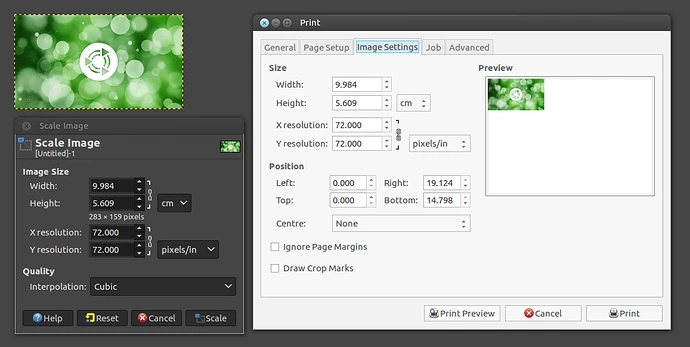 Scale Image
Scale Image
[Untitled]-1
Image Size
Width: 9.984
Height: 5.609 cm
283 × 159 pixels
X resolution: 72.000
Y resolution: 72.000 pixels/in
Quality
Interpolation: Cubic
Help Reset Cancel Scale
Print
General Page Setup Image Settings Job Advanced
Size
Width: 9.984
Height: 5.609 cm
X resolution: 72.000
Y resolution: 72.000 pixels/in
Position
Left: 0.000 Right: 19.124
Top: 0.000 Bottom: 14.798
Centre: None
Ignore Page Margins
Draw Crop Marks
Preview
Print Preview Cancel Print